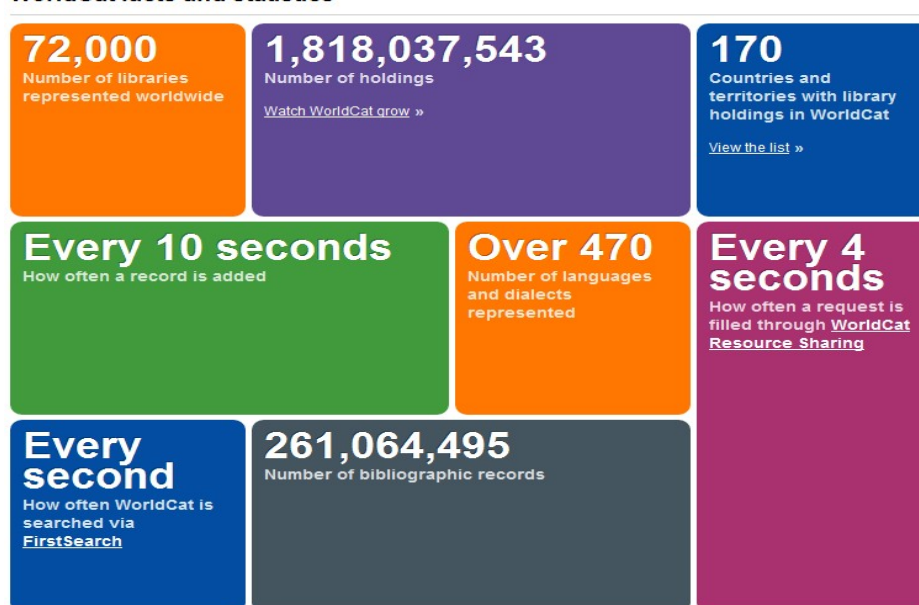 72,000
Number of libraries
represented worldwide
1,818,037,543
Number of holdings
Watch WorldCat grow »
170
Countries and
territories with library
holdings in WorldCat
View the list »
Every 10 seconds
How often a record is added
Over 470
Number of languages
and dialects
represented
Every 4
seconds
How often a request is
filled through WorldCat
Resource Sharing
Every
second
How often WorldCat is
searched via
FirstSearch
261,064,495
Number of bibliographic records